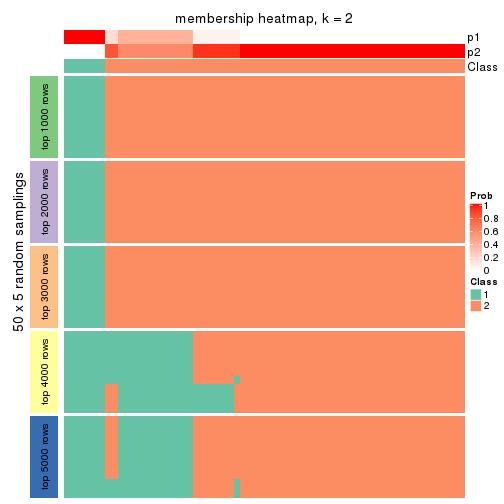 membership heatmap, k = 2
p1
p2
Class
50 x 5 random samplings
top 1000 rows
top 2000 rows
top 3000 rows
top 4000 rows
top 5000 rows
Prob
1
0.8
0.6
0.4
0.2
0
Class
1
2